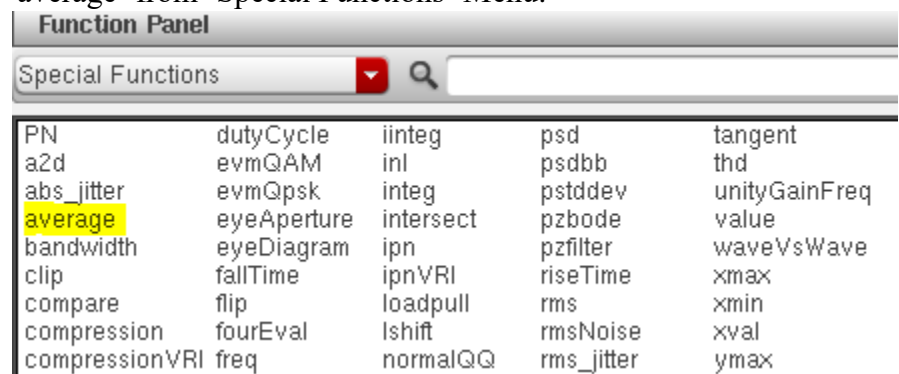 average" from "Special Functions" Menu.
Function Panel
Special Functions
PN dutyCycle iinteg psd tangent
a2d evmQAM inl psdbb thd
abs_jitter evmQpsk integ pstddev unityGainFreq
average eyeAperture intersect pzbode value
bandwidth eyeDiagram ipn pzfilter waveVsWave
clip fallTime ipnVRI riseTime xmax
compare flip loadpull rms xmin
compression fourEval lshift rmsNoise xval
compressionVRI freq normalQQ rms_jitter ymax